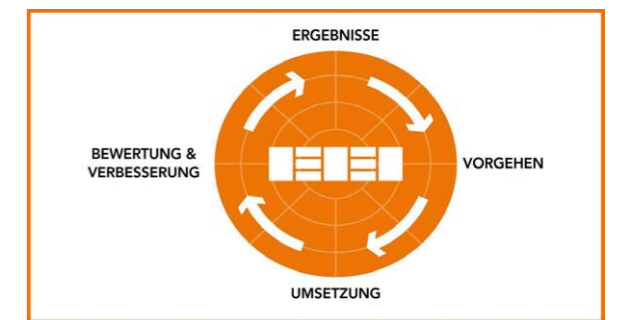 ERGEBNISSE
VORGEHEN
UMSETZUNG
BEWERTUNG &
VERBESSERUNG